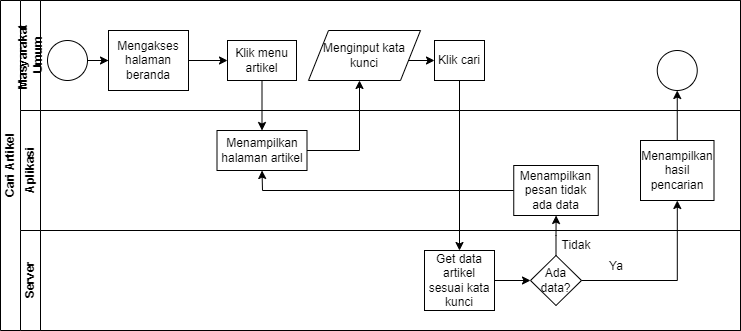 Cari Artikel
Masyarakat
Umum
Mengakses
halaman
beranda
Klik menu
artikel
Menginput kata
kunci
Klik cari
Aplikasi
Menampilkan
halaman artikel
Menampilkan
pesan tidak
ada data
Menampilkan
hasil
pencarian
Server
Get data
artikel
sesuai kata
kunci
Ada
data?
Tidak
Ya